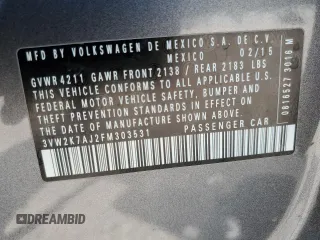 MFD BY VOLKSWAGEN DE MEXICO S.A. DE C.V.
MEXICO 02/15
GVWR 4211 GAWR FRONT 2138 / REAR 2183 LBS
THIS VEHICLE CONFORMS TO ALL APPLICABLE U.S.
FEDERAL MOTOR VEHICLE SAFETY, BUMPER AND
THEFT PREVENTION STANDARDS IN EFFECT ON THE
DATE OF MANUFACTURE SHOWN ABOVE.
3VW2K7AJ2FM303531 PASSENGER CAR
0816527 3016 M
DREAMBID